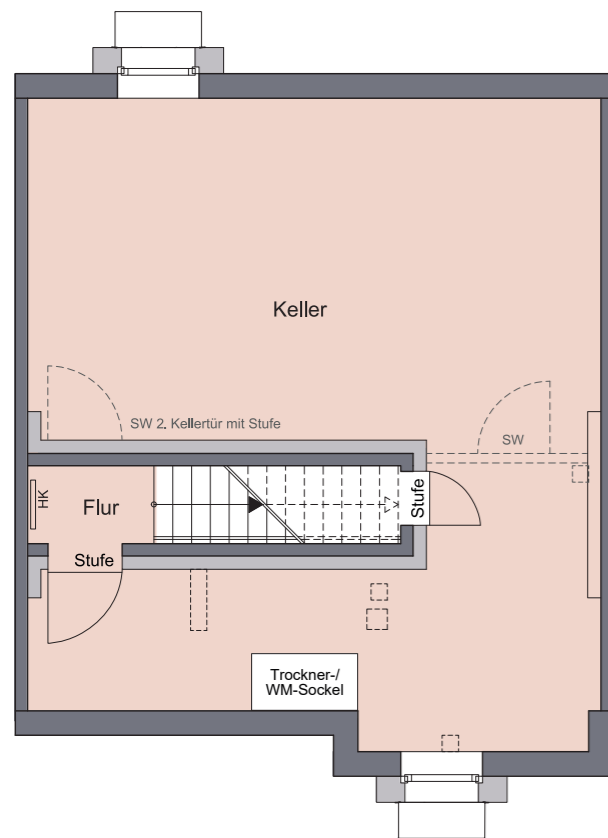 Keller
SW 2. Kellertür mit Stufe
SW
HK
Flur
Stufe
Stufe
Trockner-/
WM-Sockel